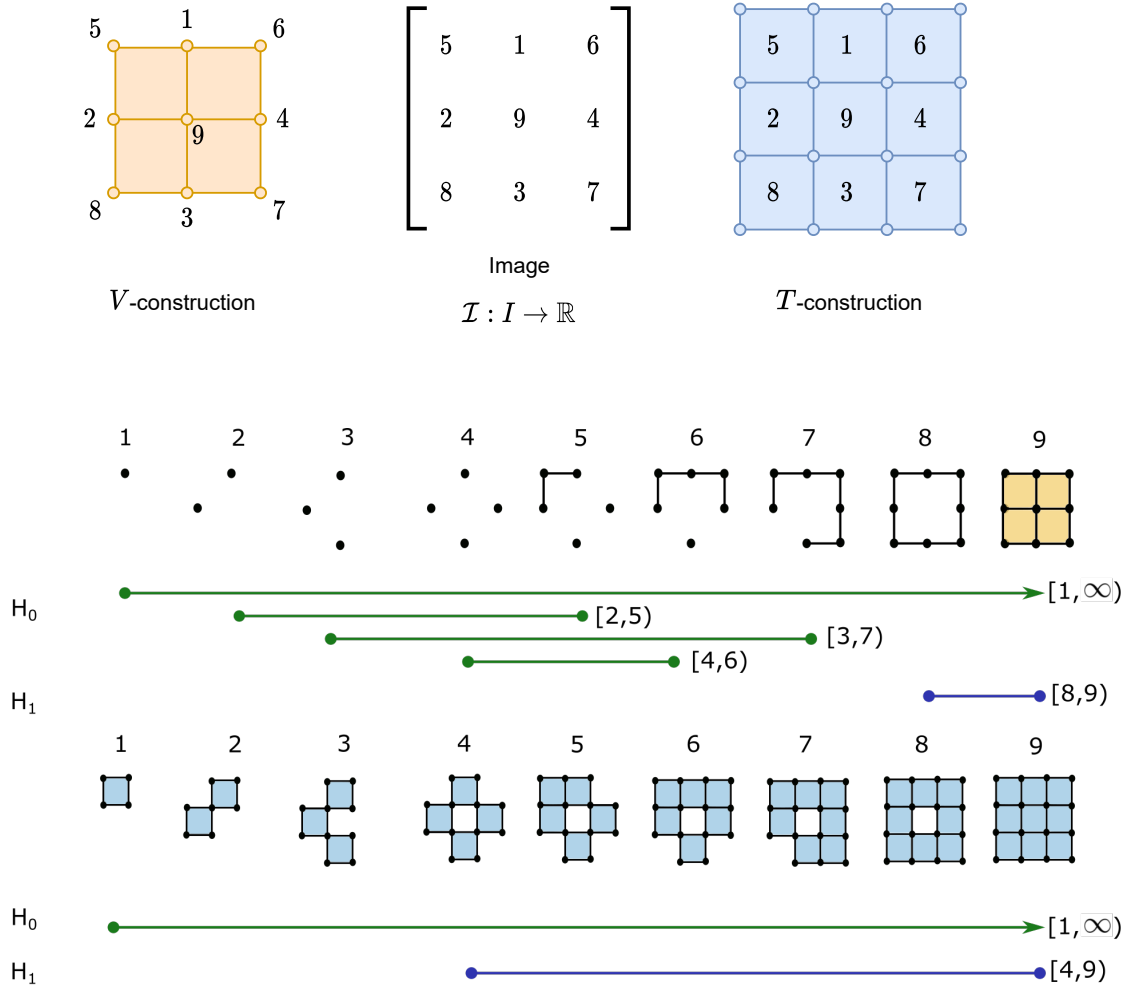 5 1 6
2 9 4
8 3 7
V-construction
5 1 6
2 9 4
8 3 7
Image
𝓘 : I → ℝ
5 1 6
2 9 4
8 3 7
T-construction
1 2 3 4 5 6 7 8 9
H₀
[1, ∞)
[2,5)
[3,7)
[4,6)
H₁
[8,9)
1 2 3 4 5 6 7 8 9
H₀
[1, ∞)
H₁
[4,9)